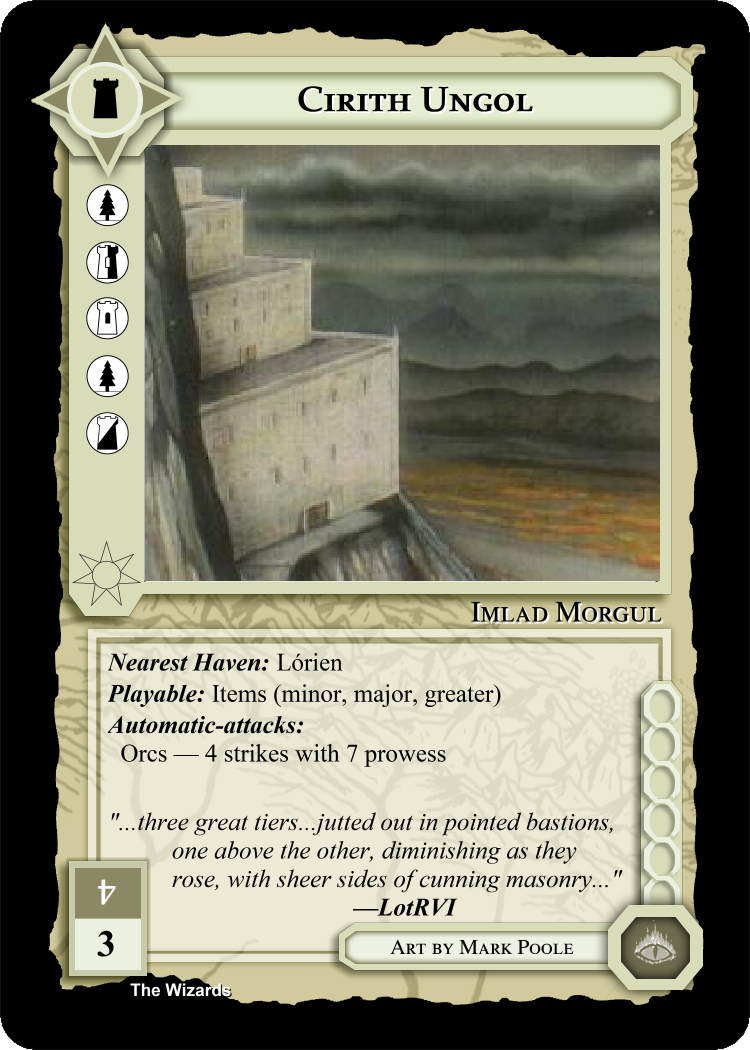 Cirith Ungol
Imlad Morgul
Nearest Haven: Lórien
Playable: Items (minor, major, greater)
Automatic-attacks:
Orcs — 4 strikes with 7 prowess
"...three great tiers...jutted out in pointed bastions,
one above the other, diminishing as they
rose, with sheer sides of cunning masonry..."
—LotRVI
4
3
Art by Mark Poole
The Wizards